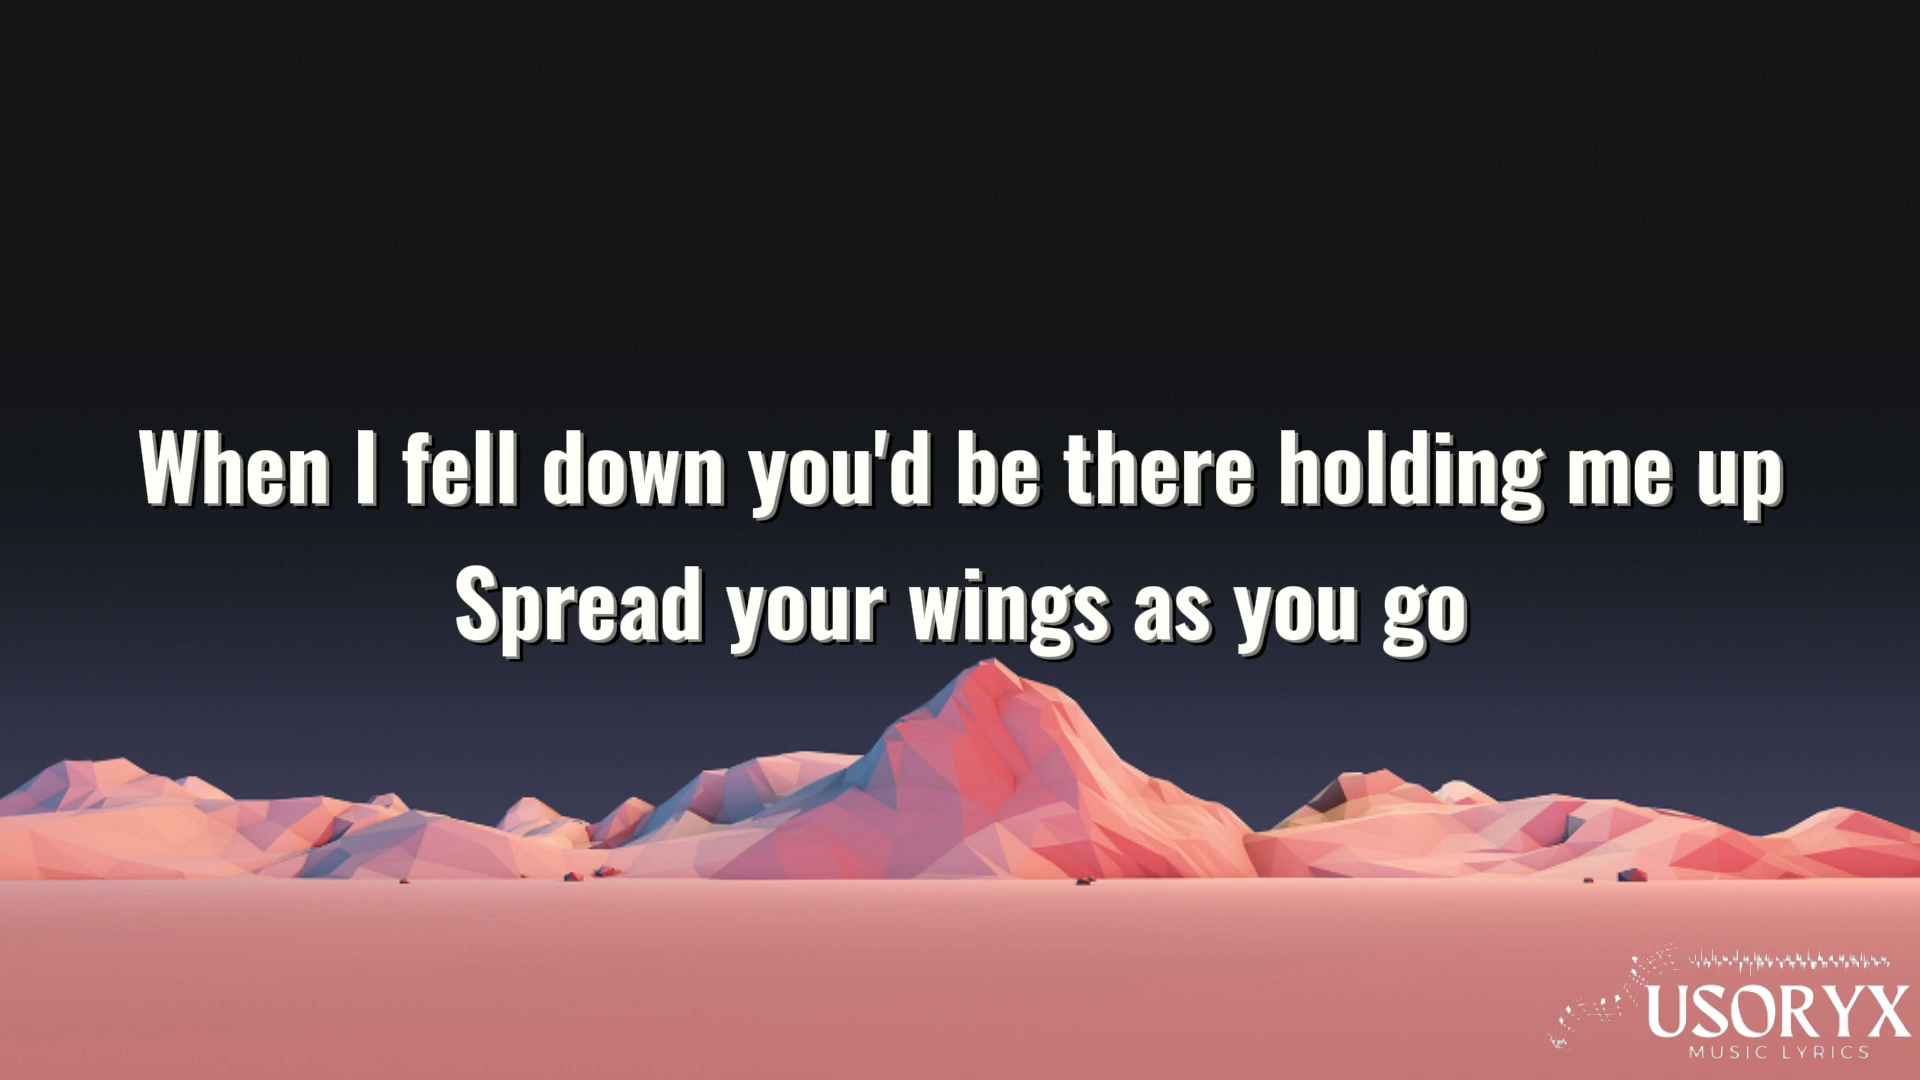 When I fell down you'd be there holding me up
Spread your wings as you go
USORYX
MUSIC LYRICS